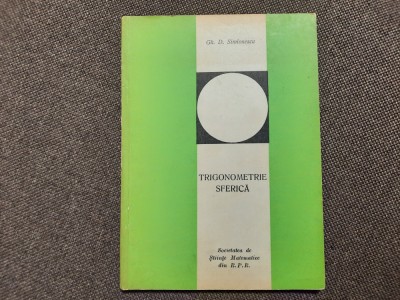 Gh. D. Simionescu
TRIGONOMETRIE
SFERICĂ
Societatea de
Științe Matematice
din R.P.R.